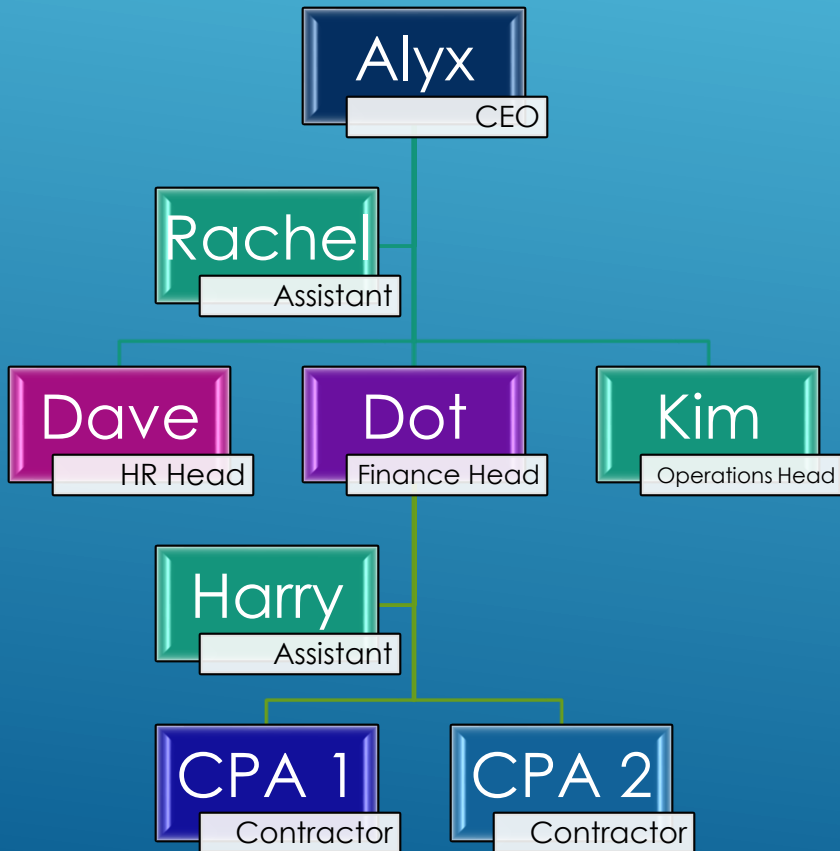 Alyx
CEO
Rachel
Assistant
Dave
HR Head
Dot
Finance Head
Kim
Operations Head
Harry
Assistant
CPA 1
Contractor
CPA 2
Contractor